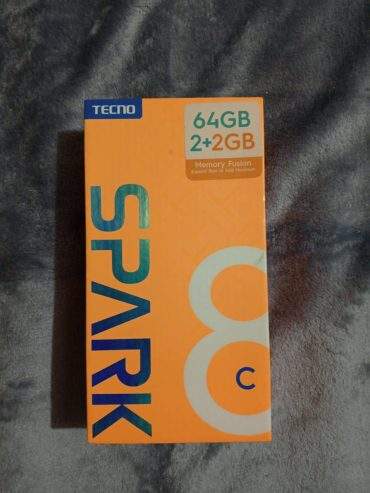 TECNO
64GB
2+2GB
Memory Fusion
SPARK
8
C